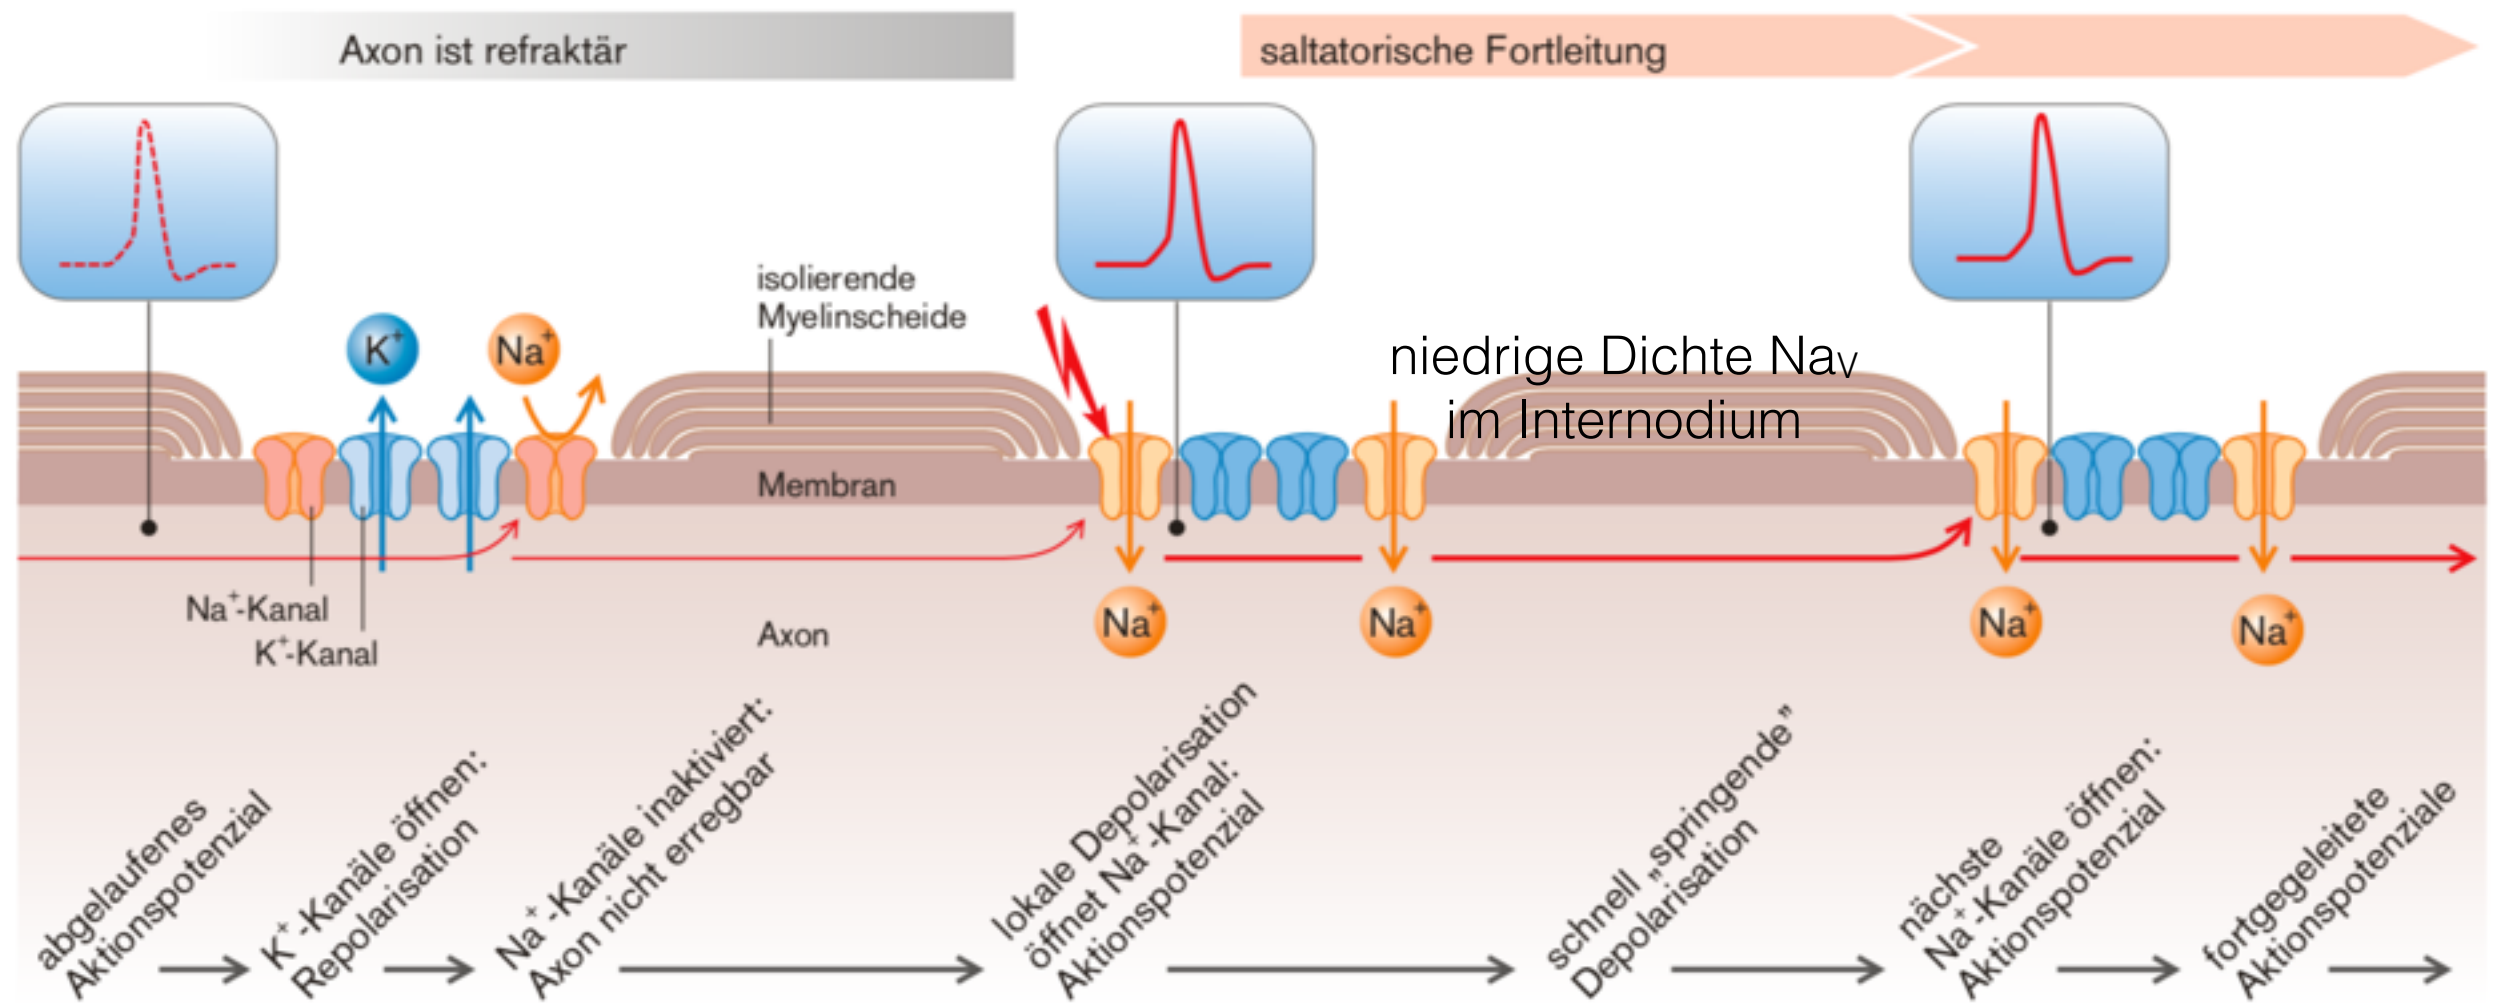 Axon ist refraktär
saltatorische Fortleitung
isolierende
Myelinscheide
K⁺
Na⁺
niedrige Dichte Naᵥ
im Internodium
Membran
Na⁺-Kanal
K⁺-Kanal
Axon
Na⁺
Na⁺
Na⁺
Na⁺
abgelaufenes
Aktionspotenzial
K⁺-Kanäle öffnen:
Repolarisation
Na⁺-Kanäle inaktiviert:
Axon nicht erregbar
lokale Depolarisation
öffnet Na⁺-Kanal:
Aktionspotenzial
schnell „springende”
Depolarisation
nächste
Na⁺-Kanäle öffnen:
Aktionspotenzial
fortgegeleitete
Aktionspotenziale